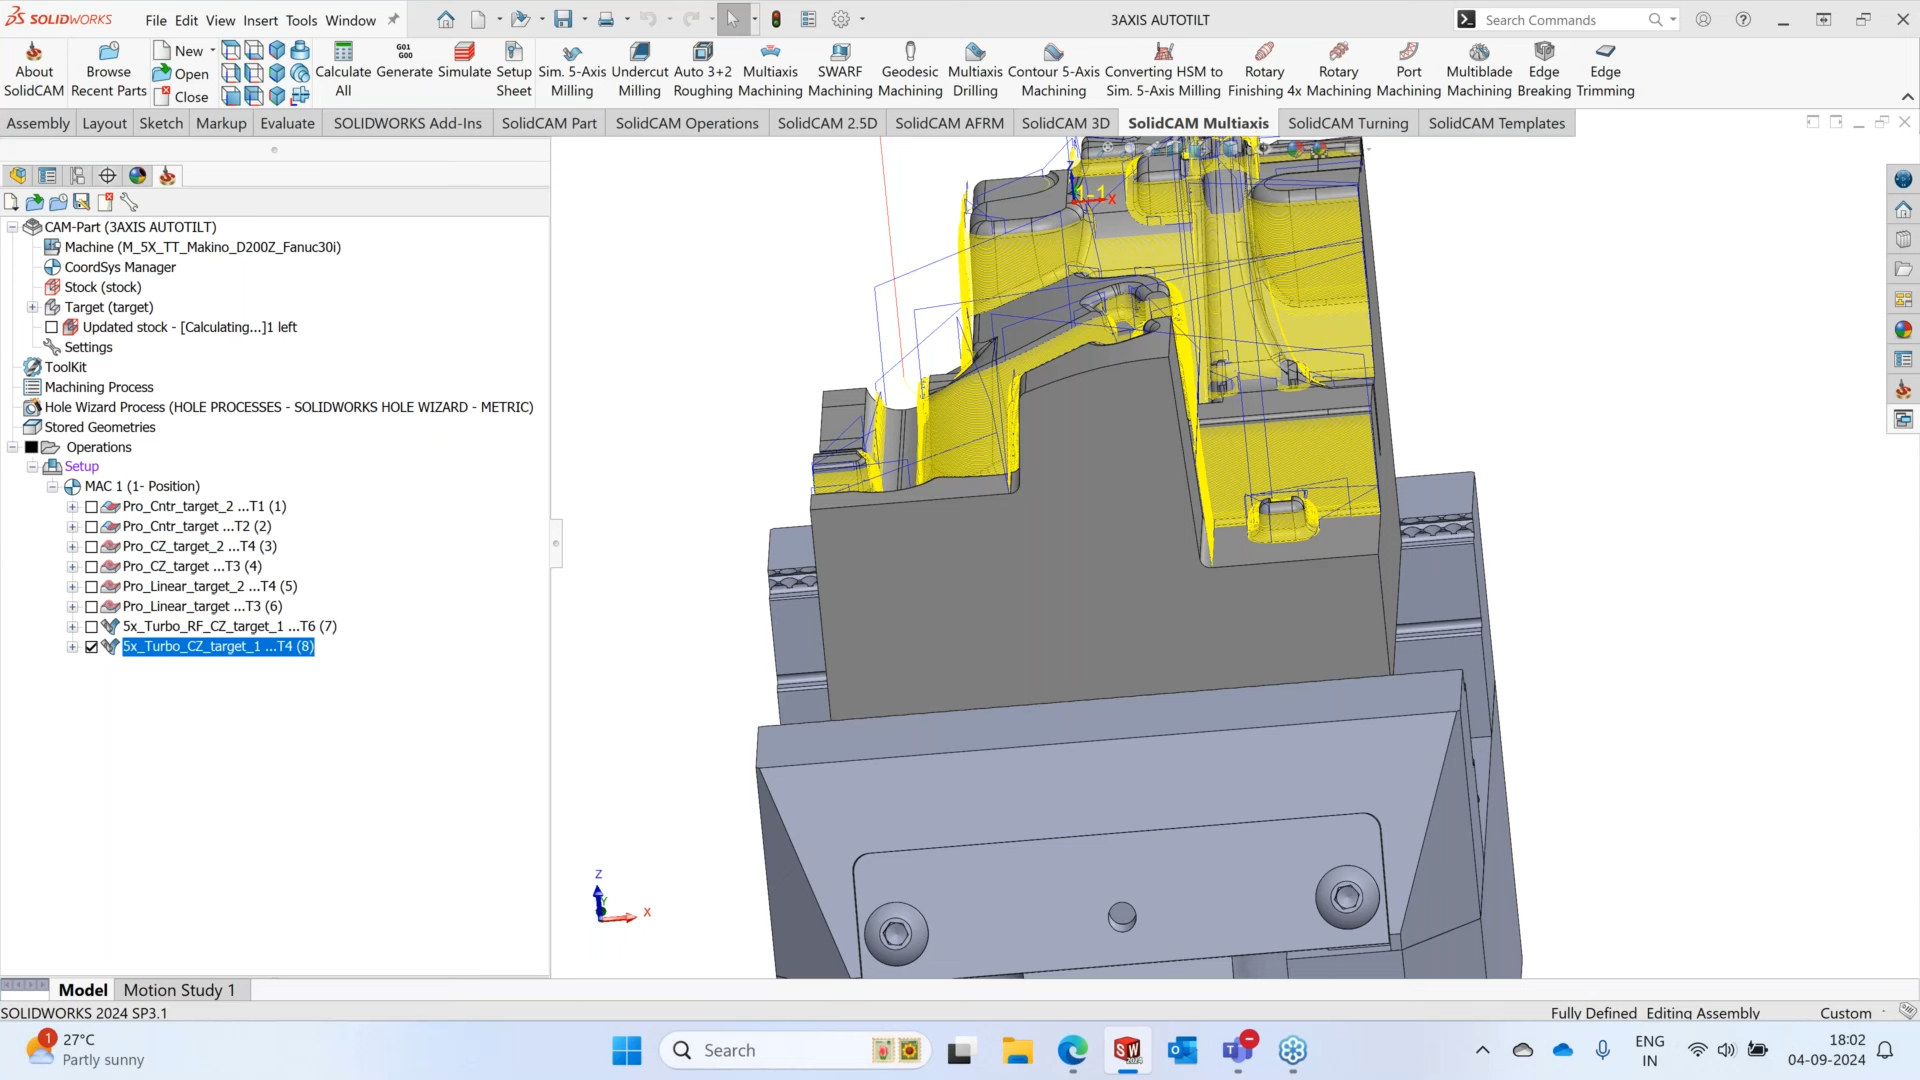 SOLIDWORKS File Edit View Insert Tools Window 3AXIS AUTOTILT Search Commands
About SolidCAM
Browse Recent Parts
New
Open
Close
Calculate All
G01 G00
Generate
Simulate
Setup Sheet
Sim. 5-Axis Milling
Undercut Milling
Auto 3+2 Roughing
Multiaxis Machining
SWARF Machining
Geodesic Machining
Multiaxis Drilling
Contour 5-Axis Machining
Converting HSM to Sim. 5-Axis Milling
Rotary Finishing 4x
Rotary Machining
Port Machining
Multiblade Machining
Edge Breaking
Edge Trimming
Assembly Layout Sketch Markup Evaluate SOLIDWORKS Add-Ins SolidCAM Part SolidCAM Operations SolidCAM 2.5D SolidCAM AFRM SolidCAM 3D SolidCAM Multiaxis SolidCAM Turning SolidCAM Templates
CAM-Part (3AXIS AUTOTILT)
Machine (M_5X_TT_Makino_D200Z_Fanuc30i)
CoordSys Manager
Stock (stock)
Target (target)
Updated stock - [Calculating...]1 left
Settings
ToolKit
Machining Process
Hole Wizard Process (HOLE PROCESSES - SOLIDWORKS HOLE WIZARD - METRIC)
Stored Geometries
Operations
Setup
MAC 1 (1- Position)
Pro_Cntr_target_2 ...T1 (1)
Pro_Cntr_target ...T2 (2)
Pro_CZ_target_2 ...T4 (3)
Pro_CZ_target ...T3 (4)
Pro_Linear_target_2 ...T4 (5)
Pro_Linear_target ...T3 (6)
5x_Turbo_RF_CZ_target_1 ...T6 (7)
5x_Turbo_CZ_target_1 ...T4 (8)
Z
1-1
X
Z
Y
X
Model Motion Study 1
SOLIDWORKS 2024 SP3.1 Fully Defined Editing Assembly Custom
1
27°C
Partly sunny
Search
SW
2024
ENG
IN
18:02
04-09-2024